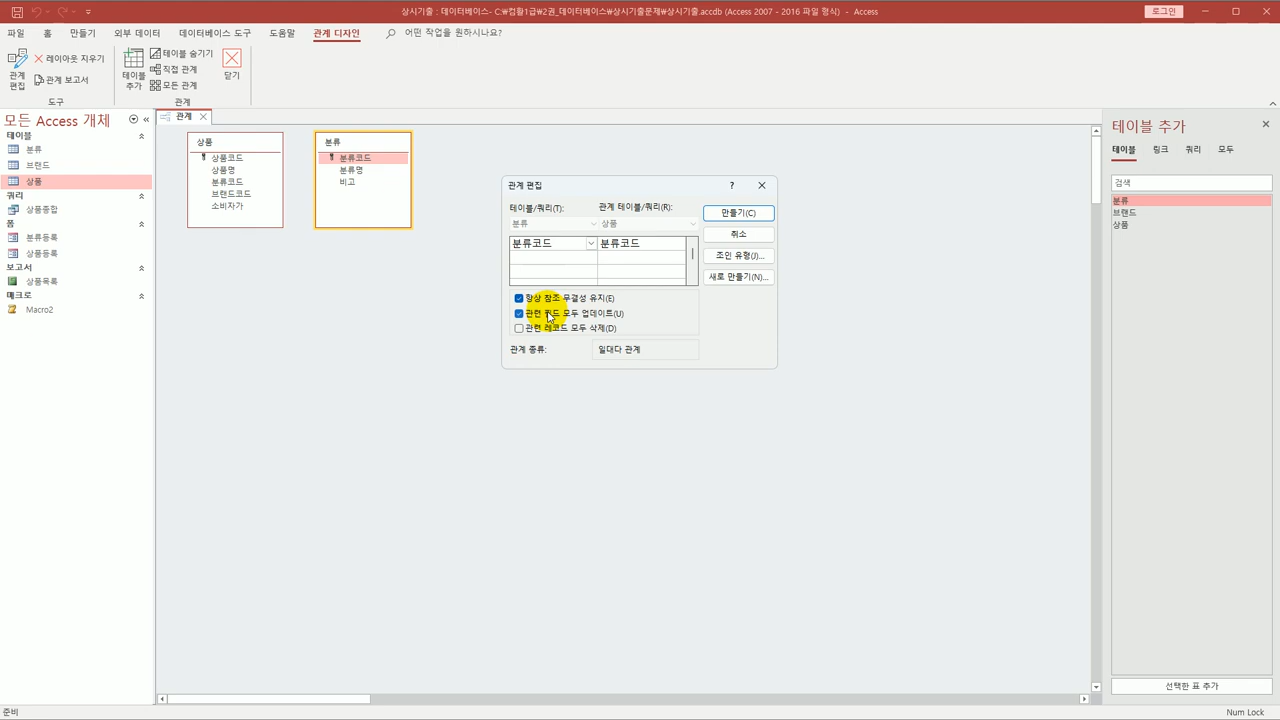 상시기출 : 데이터베이스- C:￦컴활1급￦2권_데이터베이스￦상시기출문제￦상시기출.accdb (Access 2007 - 2016 파일 형식) - Access
로그인
파일 홈 만들기 외부 데이터 데이터베이스 도구 도움말 관계 디자인 어떤 작업을 원하시나요?
관계 편집
레이아웃 지우기
관계 보고서
도구
테이블 추가
테이블 숨기기
직접 관계
모든 관계
관계
닫기
모든 Access 개체
테이블
분류
브랜드
상품
쿼리
상품종합
폼
분류등록
상품등록
보고서
상품목록
매크로
Macro2
관계
상품
상품코드
상품명
분류코드
브랜드코드
소비자가
분류
분류코드
분류명
비고
관계 편집
테이블/쿼리(T): 관계 테이블/쿼리(R):
분류 상품
분류코드 분류코드
만들기(C)
취소
조인 유형(J)...
새로 만들기(N)...
항상 참조 무결성 유지(E)
관련 필드 모두 업데이트(U)
관련 레코드 모두 삭제(D)
관계 종류: 일대다 관계
테이블 추가
테이블 링크 쿼리 모두
검색
분류
브랜드
상품
선택한 표 추가
준비
Num Lock